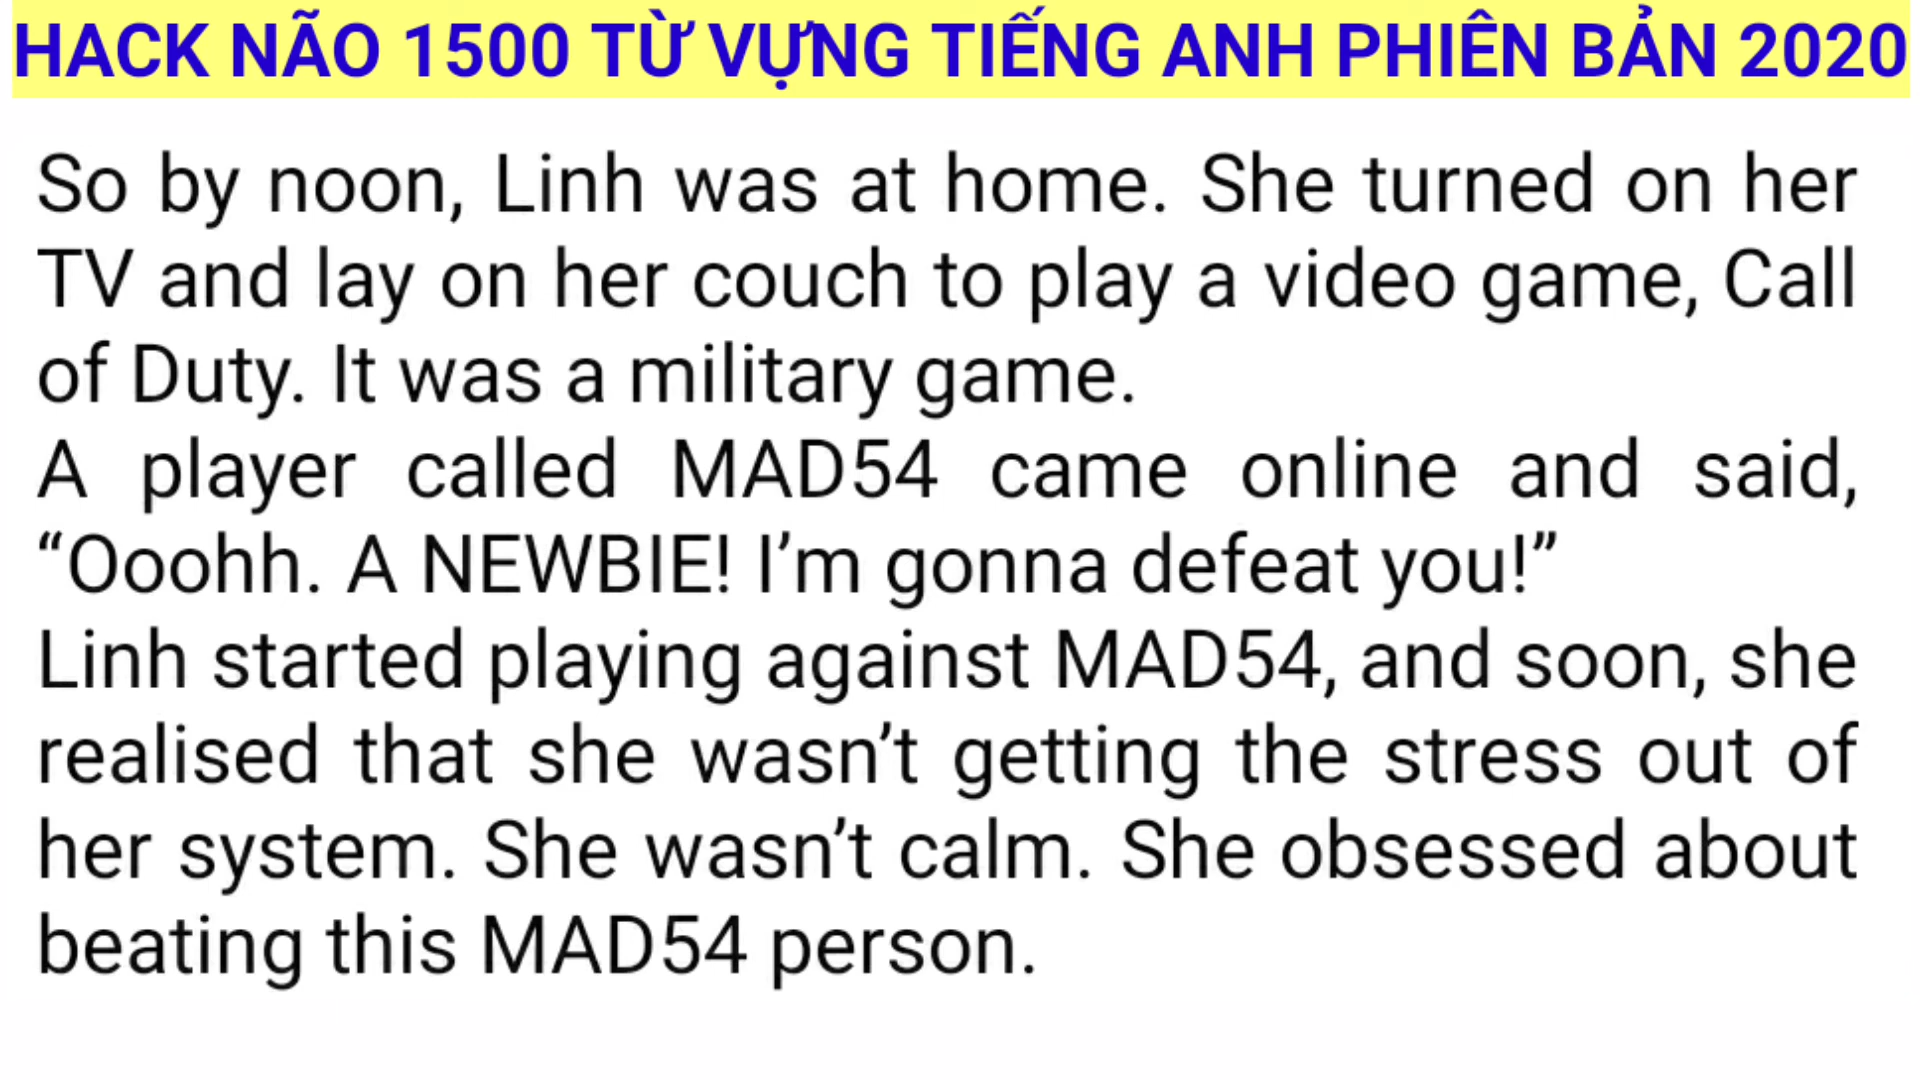 HACK NÃO 1500 TỪ VỰNG TIẾNG ANH PHIÊN BẢN 2020
So by noon, Linh was at home. She turned on her
TV and lay on her couch to play a video game, Call
of Duty. It was a military game.
A player called MAD54 came online and said,
“Ooohh. A NEWBIE! I’m gonna defeat you!”
Linh started playing against MAD54, and soon, she
realised that she wasn’t getting the stress out of
her system. She wasn’t calm. She obsessed about
beating this MAD54 person.